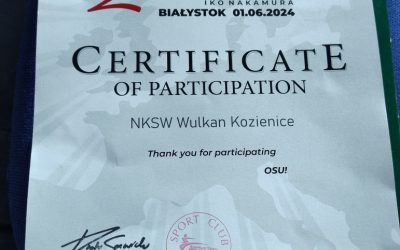 IKO NAKAMURA
BIAŁYSTOK 01.06.2024
CERTIFICATE
OF PARTICIPATION
NKSW Wulkan Kozienice
Thank you for participating
OSU!
SPORT CLUB